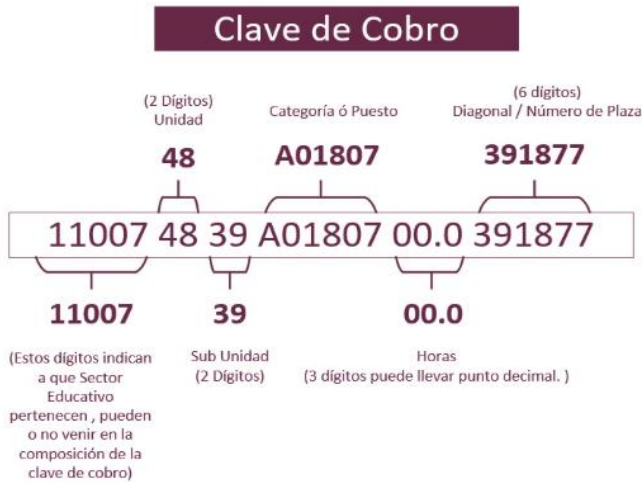 Clave de Cobro
(2 Dígitos)
Unidad
48
Categoría ó Puesto
A01807
(6 dígitos)
Diagonal / Número de Plaza
391877
11007 48 39 A01807 00.0 391877
11007
(Estos dígitos indican
a que Sector
Educativo
pertenecen , pueden
o no venir en la
composición de la
clave de cobro)
39
Sub Unidad
(2 Dígitos)
00.0
Horas
(3 dígitos puede llevar punto decimal. )